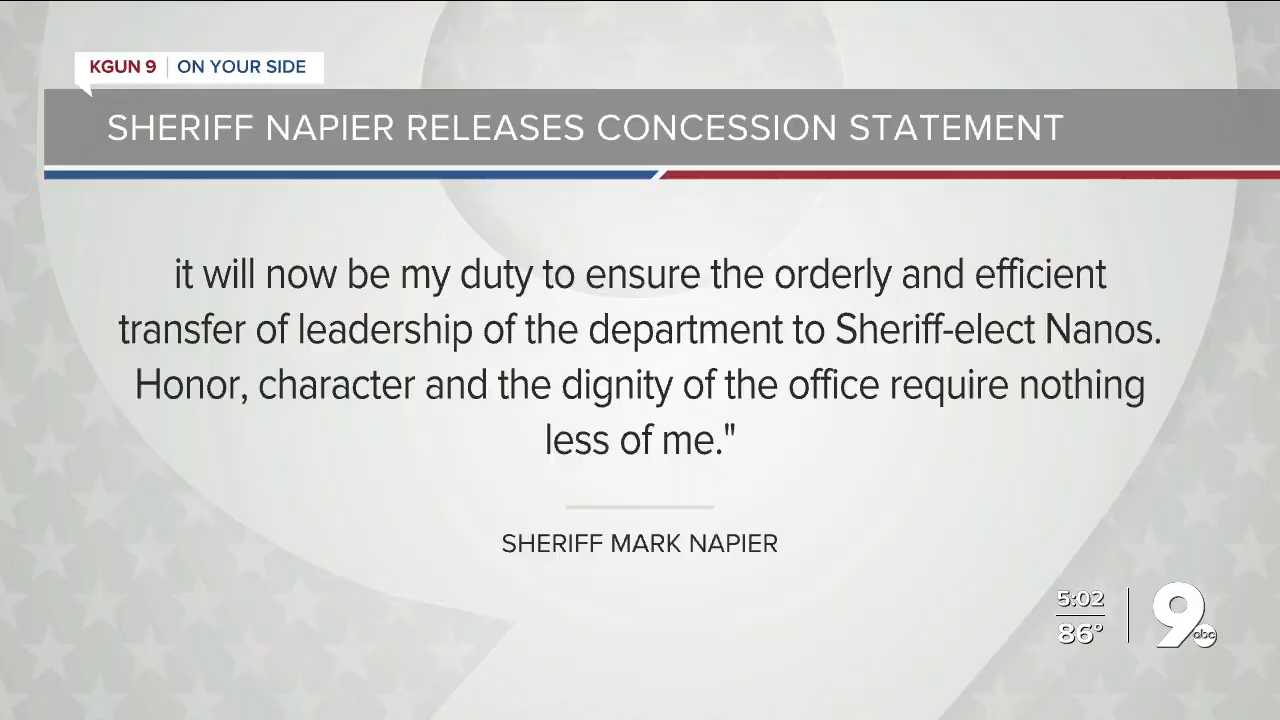 KGUN 9 | ON YOUR SIDE
SHERIFF NAPIER RELEASES CONCESSION STATEMENT
it will now be my duty to ensure the orderly and efficient
transfer of leadership of the department to Sheriff-elect Nanos.
Honor, character and the dignity of the office require nothing
less of me."
SHERIFF MARK NAPIER
5:02
86°
9
abc